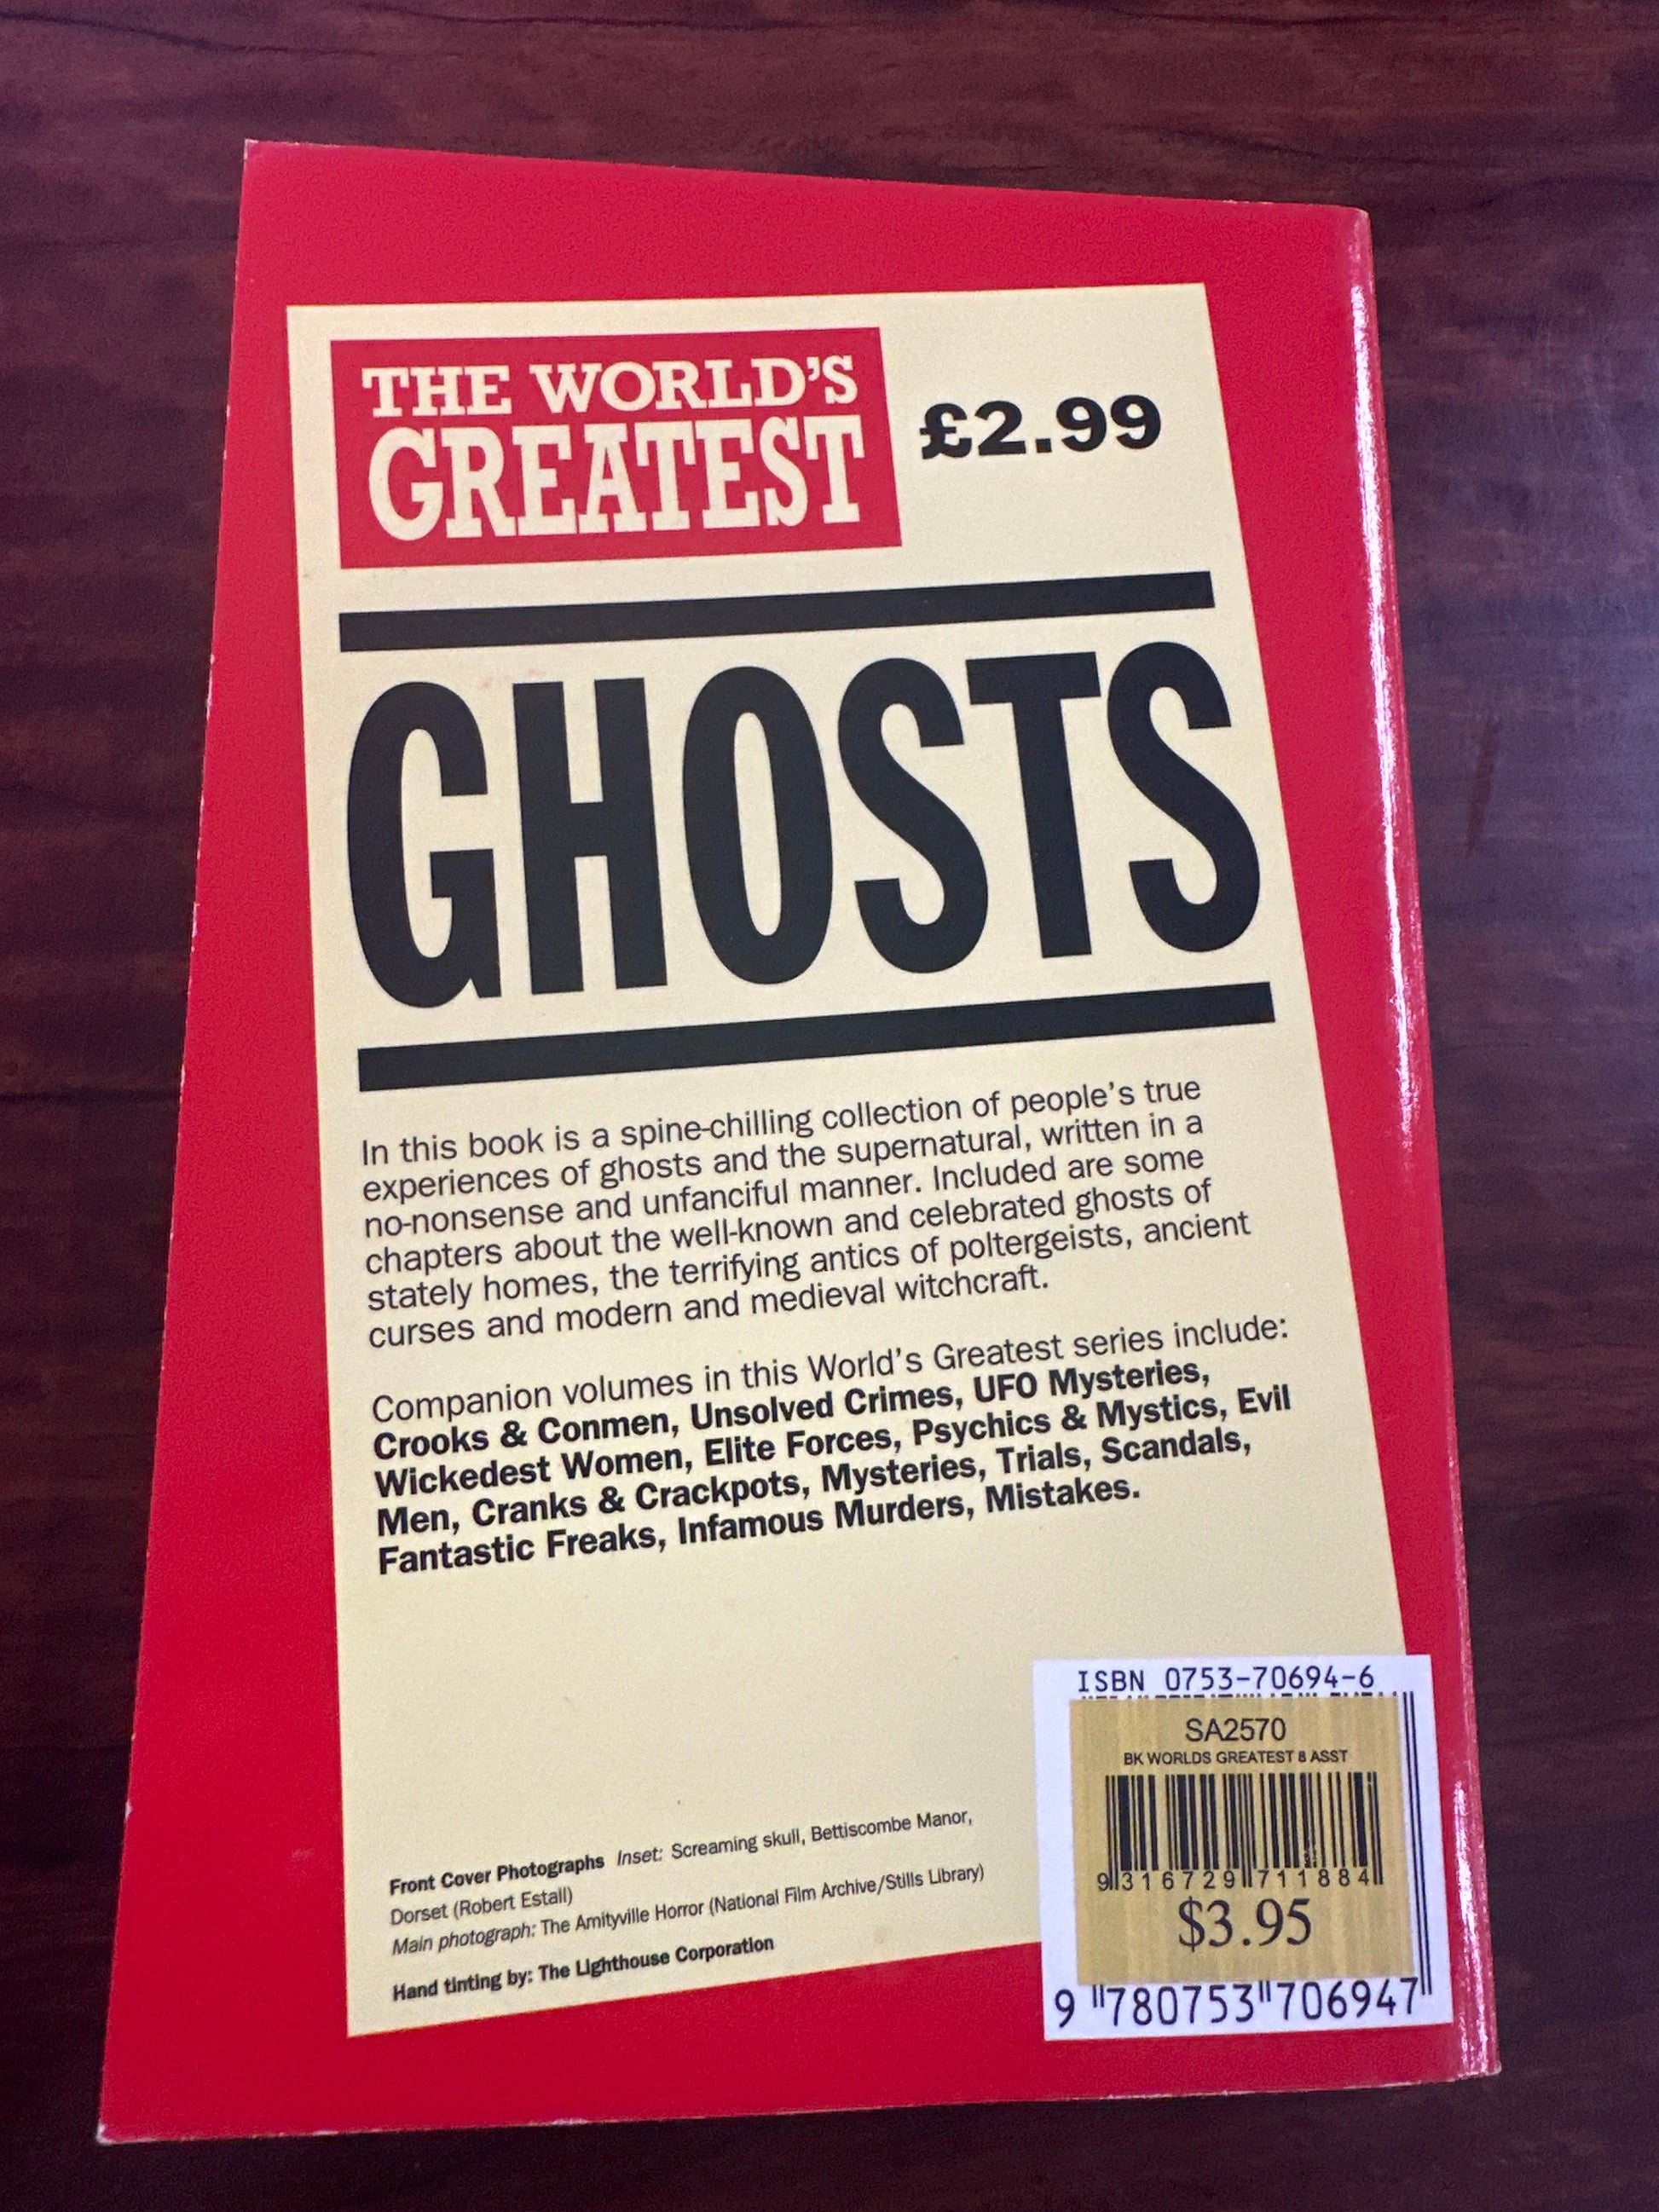 THE WORLD'S
GREATEST
£2.99
GHOSTS
In this book is a spine-chilling collection of people's true
experiences of ghosts and the supernatural, written in a
no-nonsense and unfanciful manner. Included are some
chapters about the well-known and celebrated ghosts of
stately homes, the terrifying antics of poltergeists, ancient
curses and modern and medieval witchcraft.
Companion volumes in this World's Greatest series include:
Crooks & Conmen, Unsolved Crimes, UFO Mysteries,
Wickedest Women, Elite Forces, Psychics & Mystics, Evil
Men, Cranks & Crackpots, Mysteries, Trials, Scandals,
Fantastic Freaks, Infamous Murders, Mistakes.
Front Cover Photographs Inset: Screaming skull, Bettiscombe Manor,
Dorset (Robert Estall)
Main photograph: The Amityville Horror (National Film Archive/Stills Library)
Hand tinting by: The Lighthouse Corporation
ISBN 0753-70694-6
SA2570
BK WORLDS GREATEST 8 ASST
9 316729 711884
$3.95
9 780753 706947